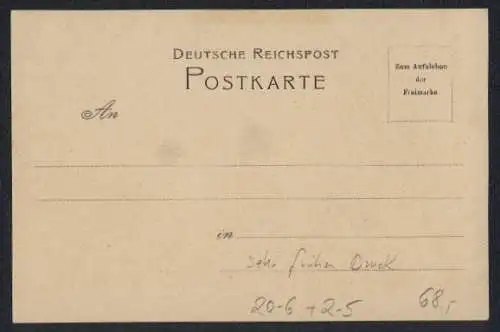 DEUTSCHE REICHSPOST
POSTKARTE
Zum Aufkleben
der
Freimarke
An
in
Sehr früher Druck
20-6 + 2-5 68,-